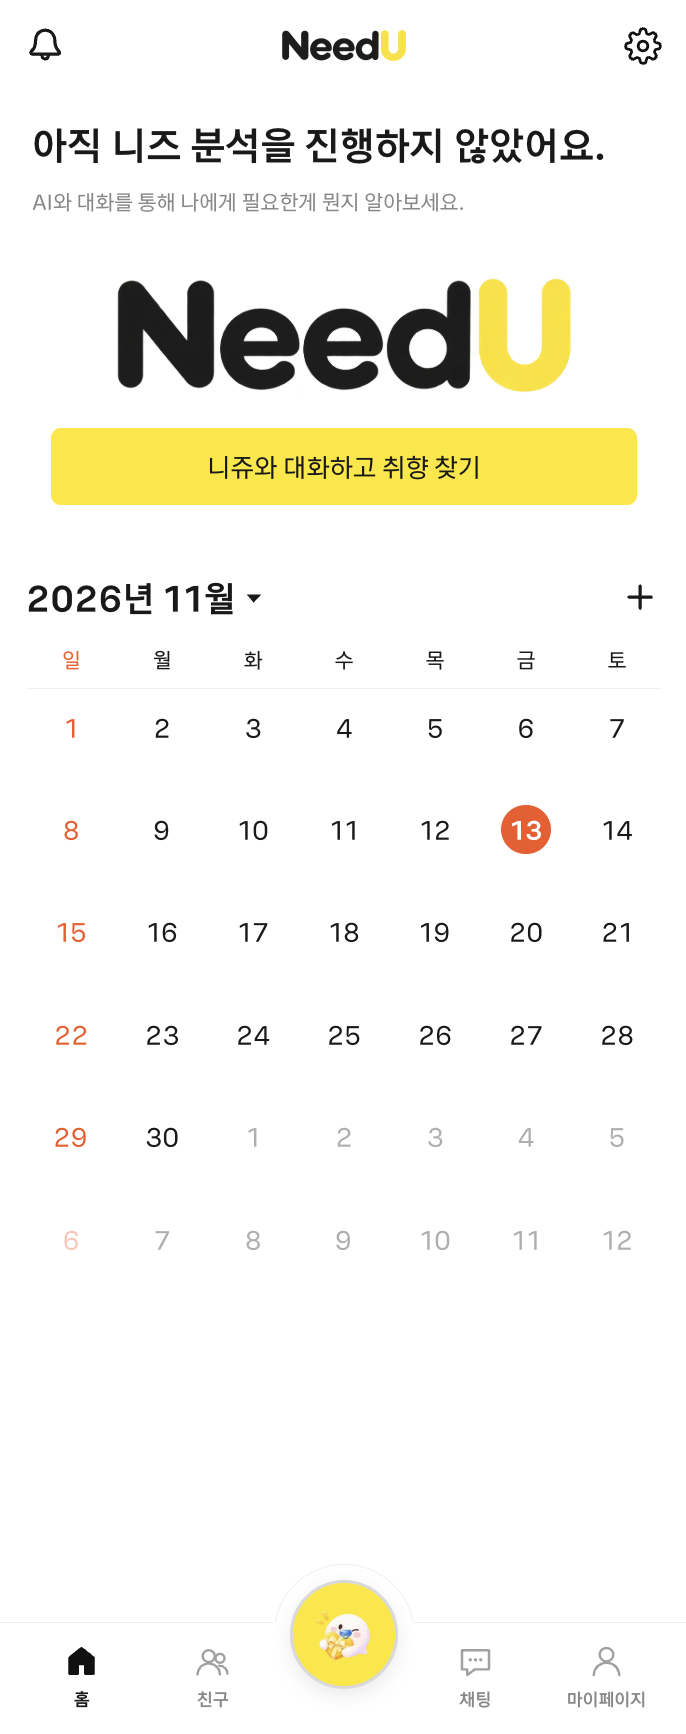 NeedU
아직 니즈 분석을 진행하지 않았어요.
AI와 대화를 통해 나에게 필요한게 뭔지 알아보세요.
NeedU
니쥬와 대화하고 취향 찾기
2026년 11월
일 월 화 수 목 금 토
1 2 3 4 5 6 7
8 9 10 11 12 13 14
15 16 17 18 19 20 21
22 23 24 25 26 27 28
29 30 1 2 3 4 5
6 7 8 9 10 11 12
홈 친구 채팅 마이페이지